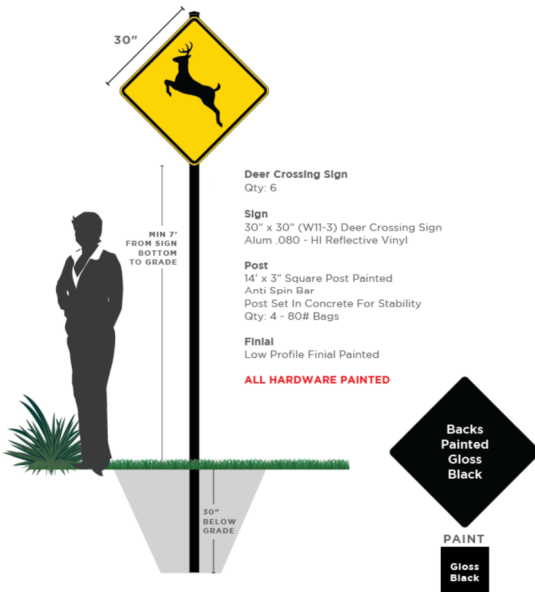 30"
Deer Crossing Sign
Qty: 6
Sign
30" x 30" (W11-3) Deer Crossing Sign
Alum .080 - HI Reflective Vinyl
MIN 7'
FROM SIGN
BOTTOM
TO GRADE
Post
14' x 3" Square Post Painted
Anti Spin Bar
Post Set In Concrete For Stability
Qty: 4 - 80# Bags
Finial
Low Profile Finial Painted
ALL HARDWARE PAINTED
Backs
Painted
Gloss
Black
30"
BELOW
GRADE
PAINT
Gloss
Black